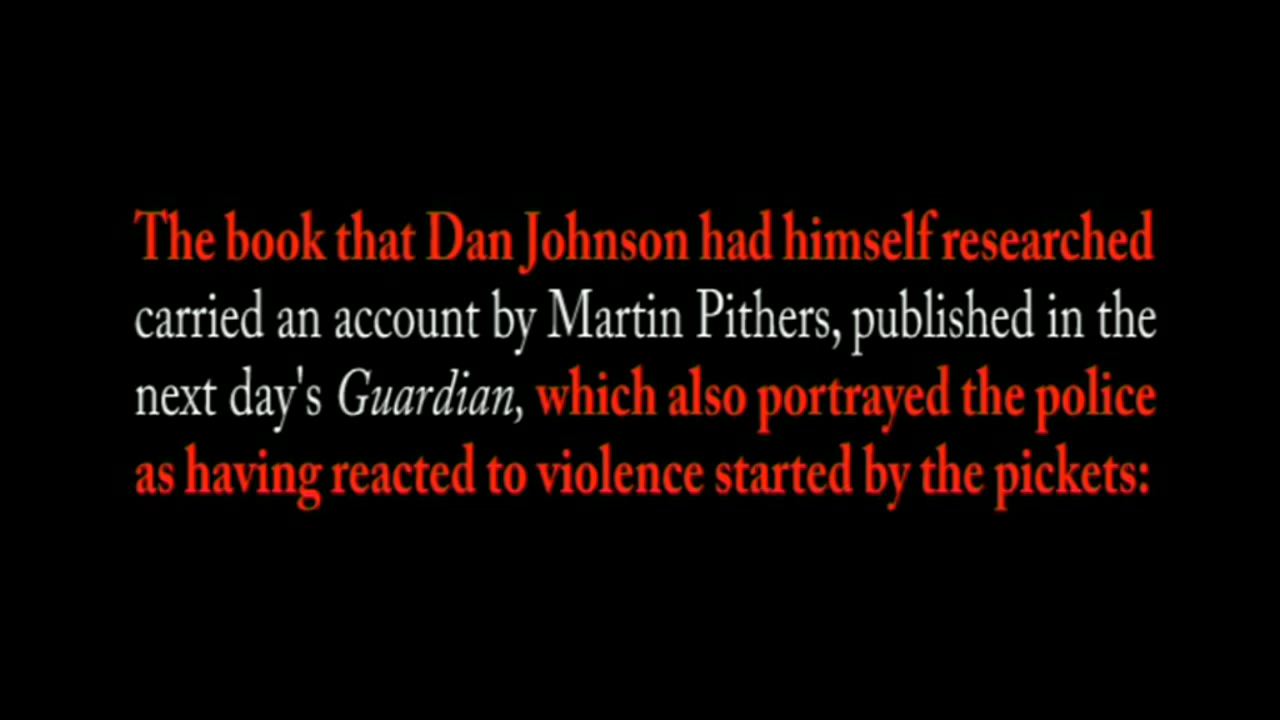 The book that Dan Johnson had himself researched
carried an account by Martin Pithers, published in the
next day's Guardian, which also portrayed the police
as having reacted to violence started by the pickets: